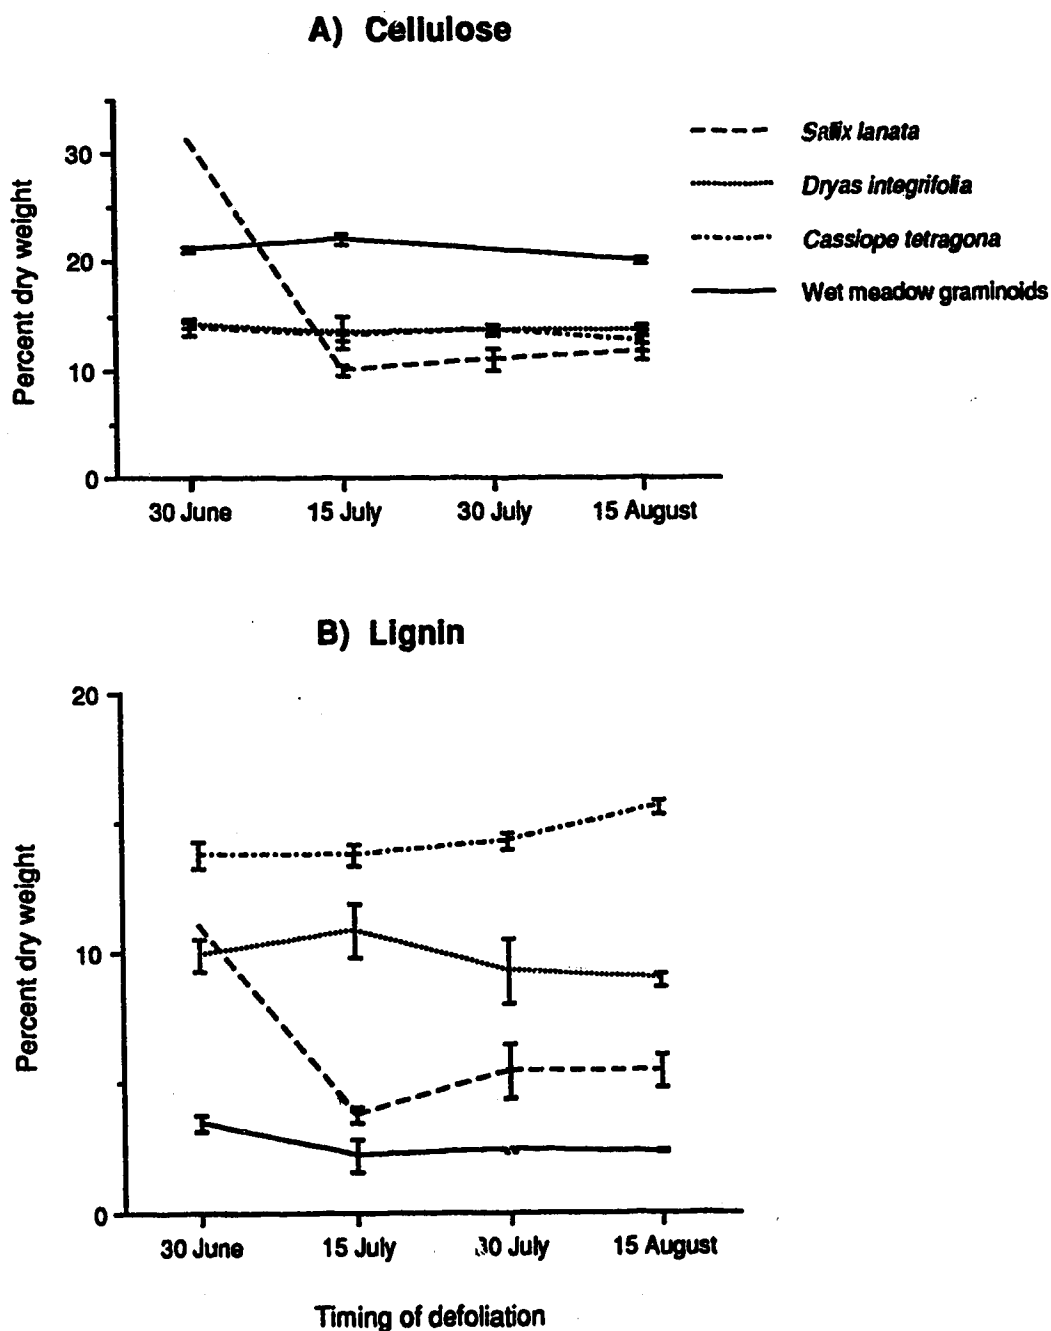 A) Cellulose
Percent dry weight
30
20
10
0
30 June
15 July
30 July
15 August
Salix lanata
Dryas integrifolia
Cassiope tetragona
Wet meadow graminoids
B) Lignin
Percent dry weight
20
10
0
30 June
15 July
30 July
15 August
Timing of defoliation